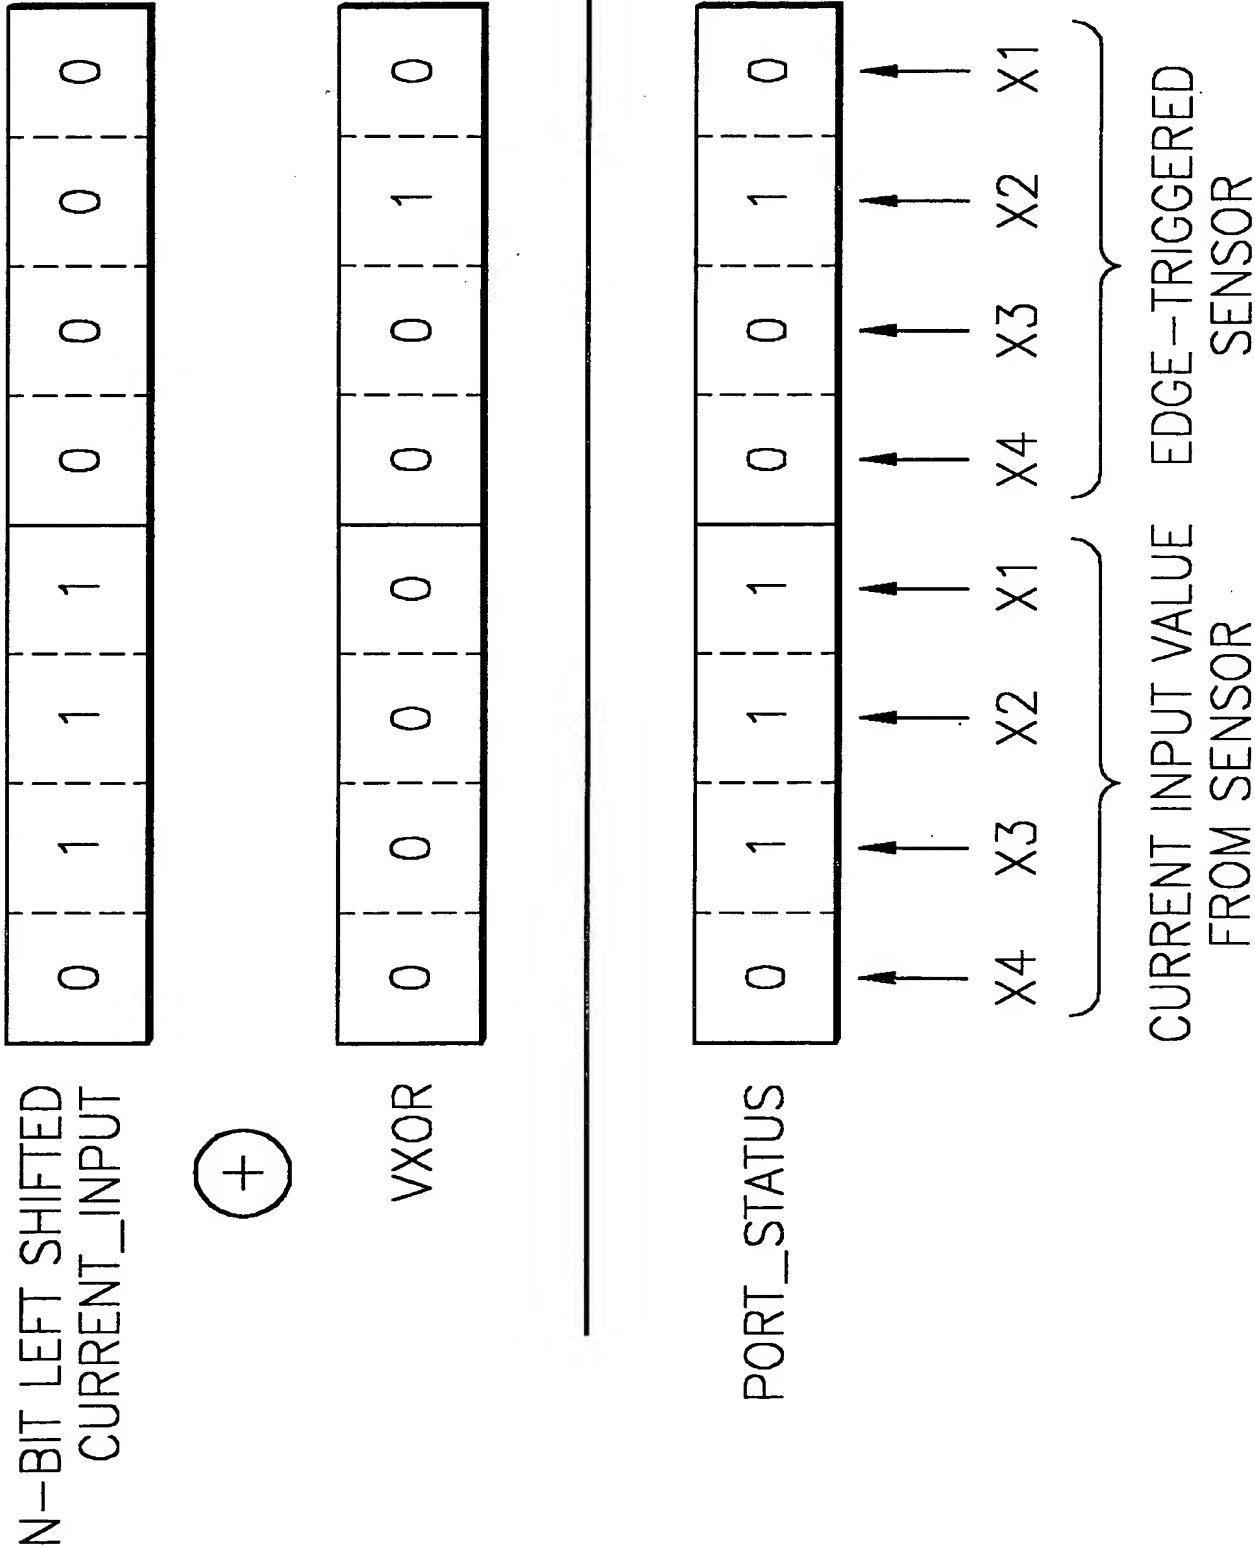 N-BIT LEFT SHIFTED
CURRENT_INPUT
0 1 1 1 0 0 0 0
+
VXOR
0 0 0 0 0 0 1 0
PORT_STATUS
0 1 1 1 0 0 1 0
X4 X3 X2 X1 X4 X3 X2 X1
CURRENT INPUT VALUE
FROM SENSOR
EDGE-TRIGGERED
SENSOR